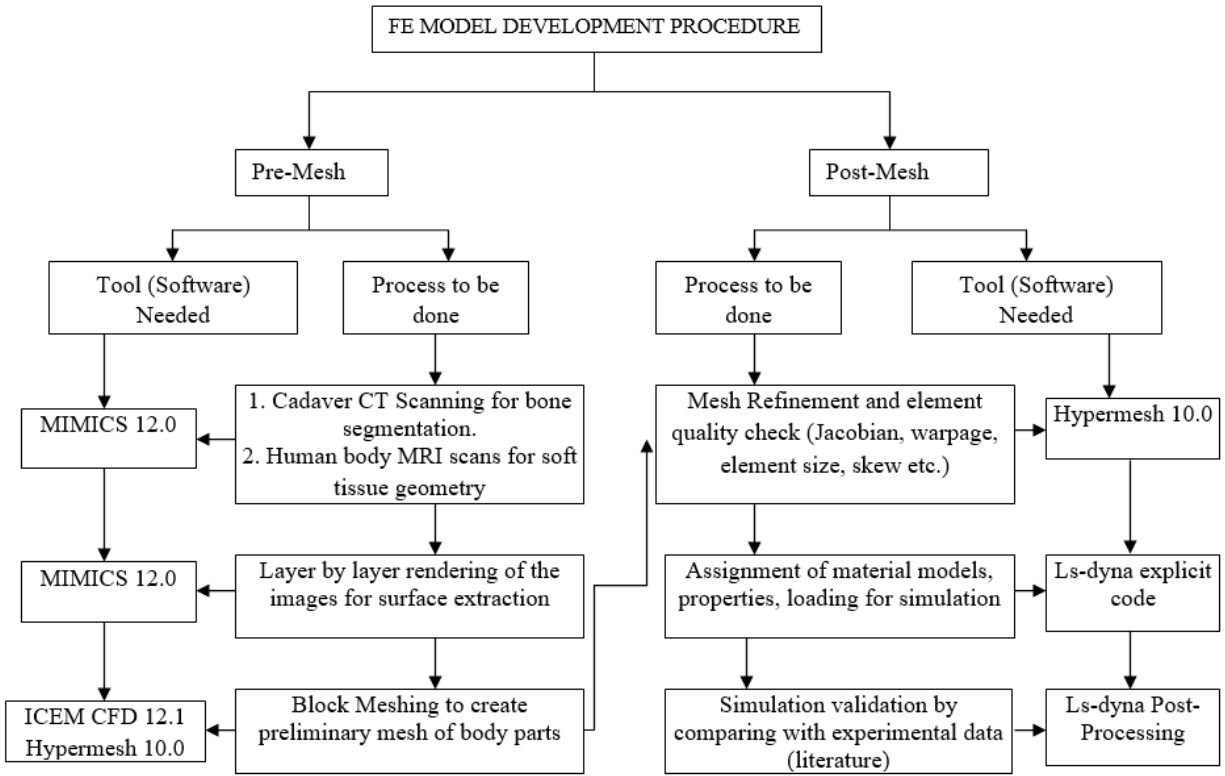 FE MODEL DEVELOPMENT PROCEDURE
Pre-Mesh
Post-Mesh
Tool (Software)
Needed
Process to be
done
Process to be
done
Tool (Software)
Needed
MIMICS 12.0
1. Cadaver CT Scanning for bone
segmentation.
2. Human body MRI scans for soft
tissue geometry
Mesh Refinement and element
quality check (Jacobian, warpage,
element size, skew etc.)
Hypermesh 10.0
MIMICS 12.0
Layer by layer rendering of the
images for surface extraction
Assignment of material models,
properties, loading for simulation
Ls-dyna explicit
code
ICEM CFD 12.1
Hypermesh 10.0
Block Meshing to create
preliminary mesh of body parts
Simulation validation by
comparing with experimental data
(literature)
Ls-dyna Post-
Processing